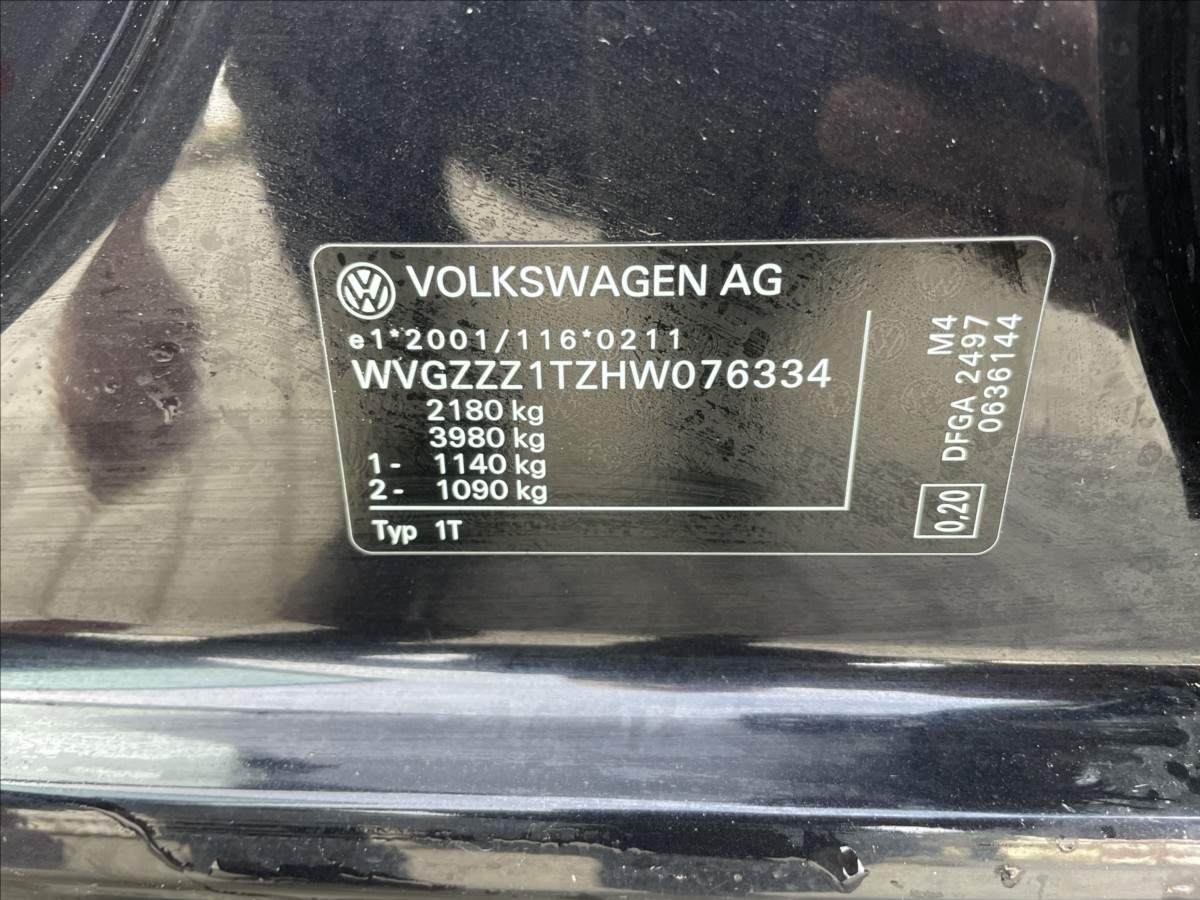 VOLKSWAGEN AG
e1*2001/116*0211
WVGZZZ1TZHW076334
2180 kg
3980 kg
1- 1140 kg
2- 1090 kg
Typ 1T
M4
DFGA 2497
0636144
0,20